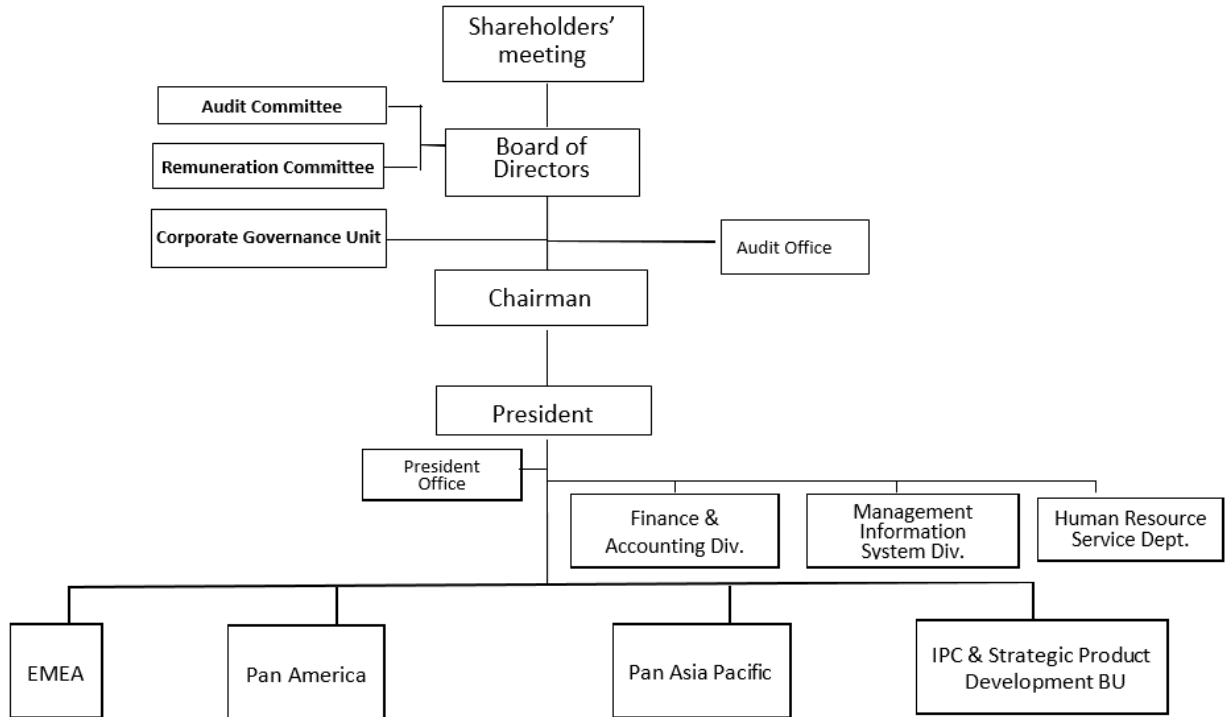 Shareholders’
meeting
Audit Committee
Board of
Directors
Remuneration Committee
Corporate Governance Unit
Audit Office
Chairman
President
President
Office
Finance &
Accounting Div.
Management
Information
System Div.
Human Resource
Service Dept.
EMEA
Pan America
Pan Asia Pacific
IPC & Strategic Product
Development BU